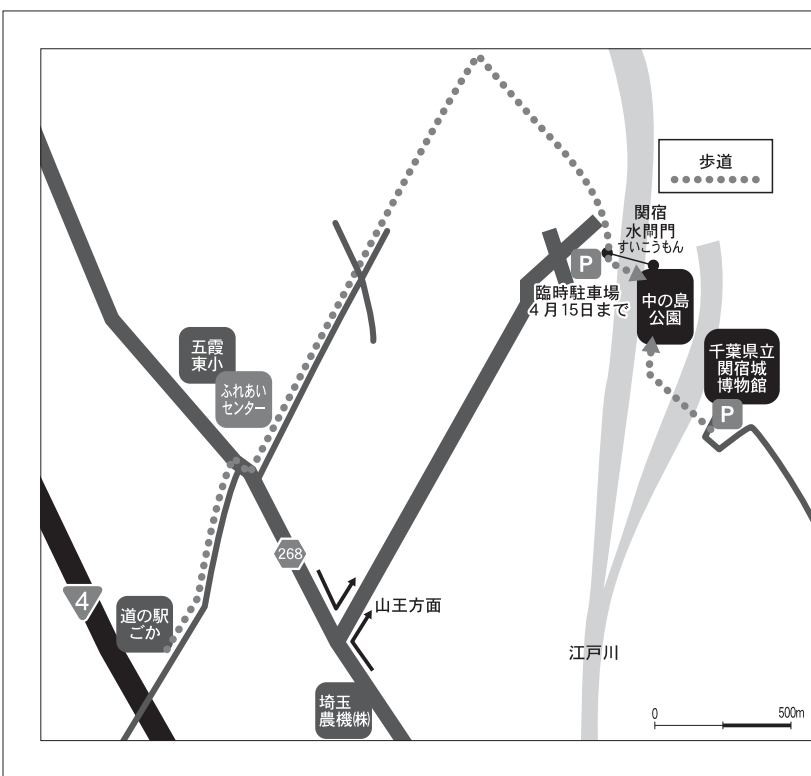 歩道
関宿
水閘門
すいこうもん
P
臨時駐車場
4月15日まで
中の島
公園
千葉県立
関宿城
博物館
P
五霞
東小
ふれあい
センター
268
4
道の駅
ごか
山王方面
江戸川
埼玉
農機㈱
0 500m